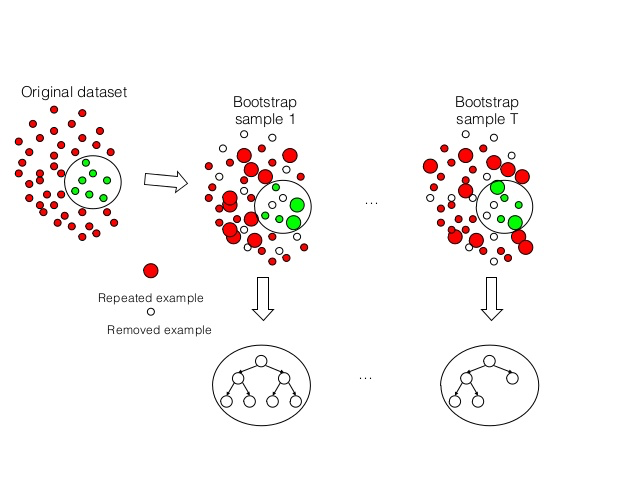 Original dataset
Bootstrap
sample 1
Bootstrap
sample T
...
Repeated example
Removed example
...